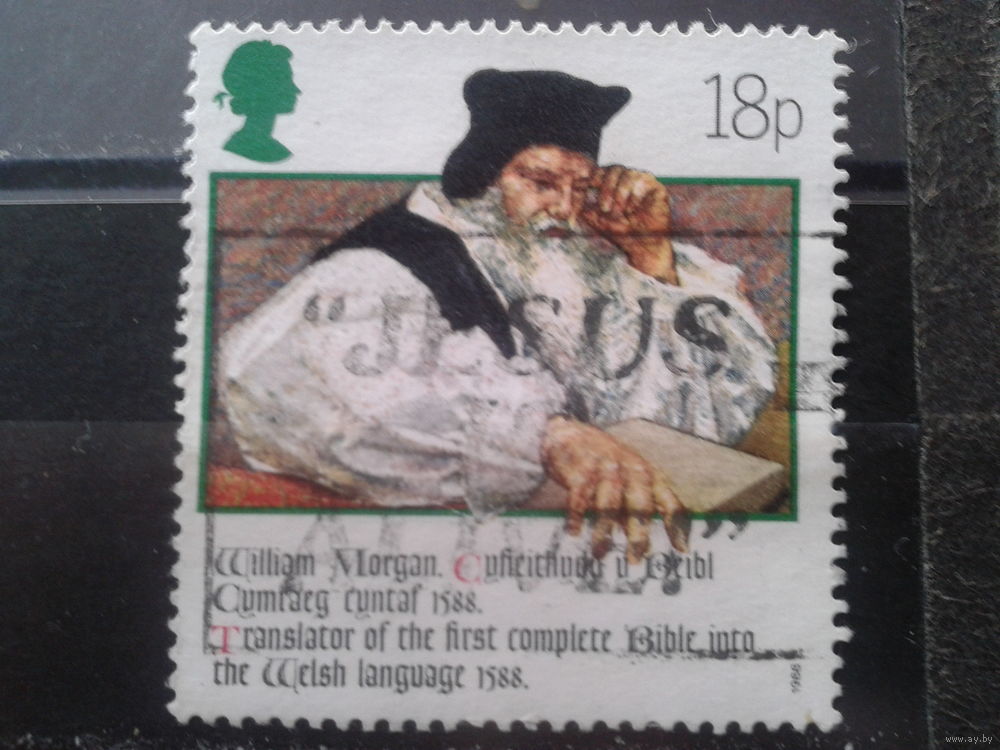 18p
"JESUS
ALIVE"
William Morgan. Cyfieithydd y Beibl
Cymraeg cyntaf 1588.
Translator of the first complete Bible into
the Welsh language 1588.
1988
www.ay.by